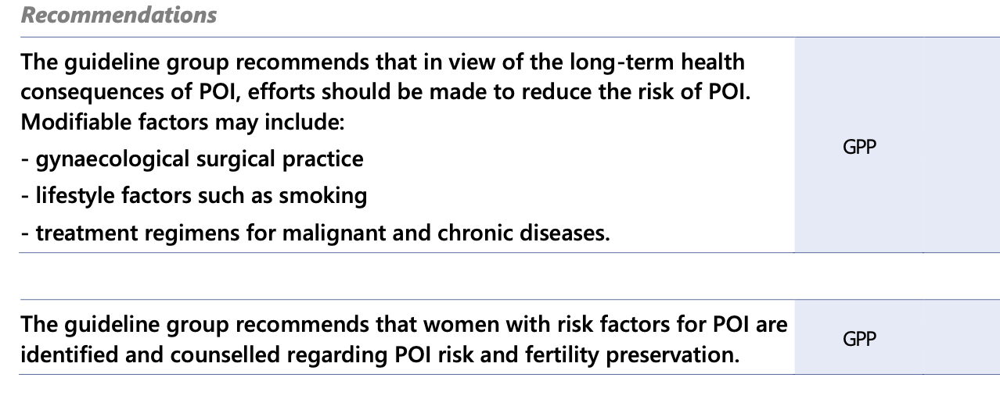 Recommendations
The guideline group recommends that in view of the long-term health
consequences of POI, efforts should be made to reduce the risk of POI.
Modifiable factors may include:
- gynaecological surgical practice
- lifestyle factors such as smoking
- treatment regimens for malignant and chronic diseases.
GPP
The guideline group recommends that women with risk factors for POI are
identified and counselled regarding POI risk and fertility preservation.
GPP